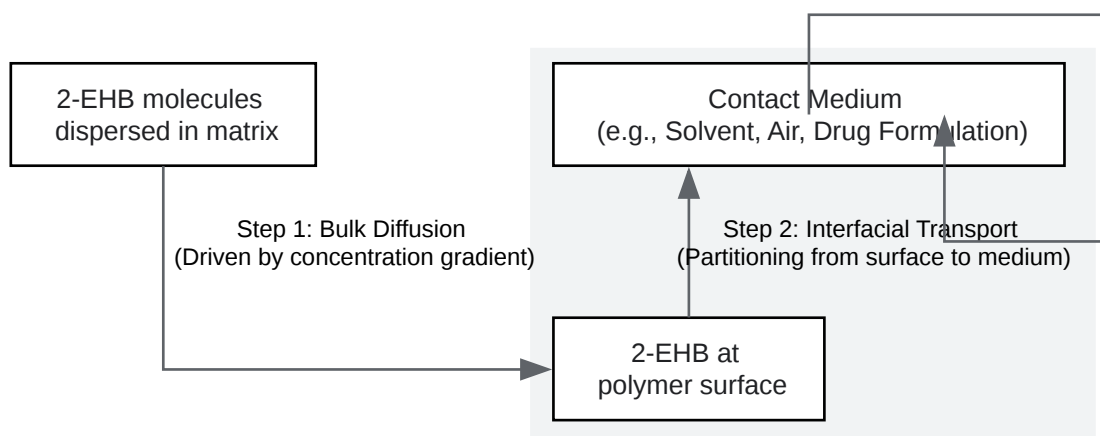 2-EHB molecules
dispersed in matrix
Contact Medium
(e.g., Solvent, Air, Drug Formulation)
Step 1: Bulk Diffusion
(Driven by concentration gradient)
Step 2: Interfacial Transport
(Partitioning from surface to medium)
2-EHB at
polymer surface